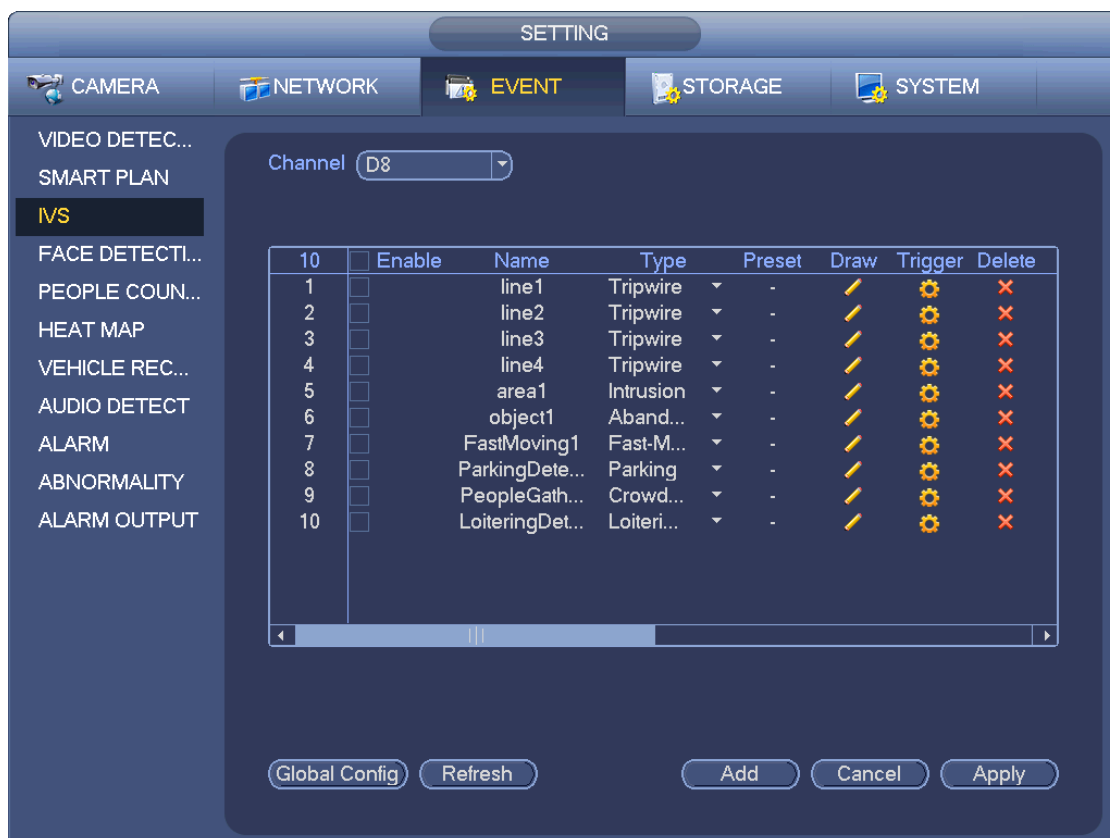 SETTING
CAMERA NETWORK EVENT STORAGE SYSTEM
VIDEO DETEC...
SMART PLAN
IVS
FACE DETECTI...
PEOPLE COUN...
HEAT MAP
VEHICLE REC...
AUDIO DETECT
ALARM
ABNORMALITY
ALARM OUTPUT
Channel D8
10 Enable Name Type Preset Draw Trigger Delete
1 line1 Tripwire -
2 line2 Tripwire -
3 line3 Tripwire -
4 line4 Tripwire -
5 area1 Intrusion -
6 object1 Aband... -
7 FastMoving1 Fast-M... -
8 ParkingDete... Parking -
9 PeopleGath... Crowd... -
10 LoiteringDet... Loiteri... -
Global Config Refresh Add Cancel Apply